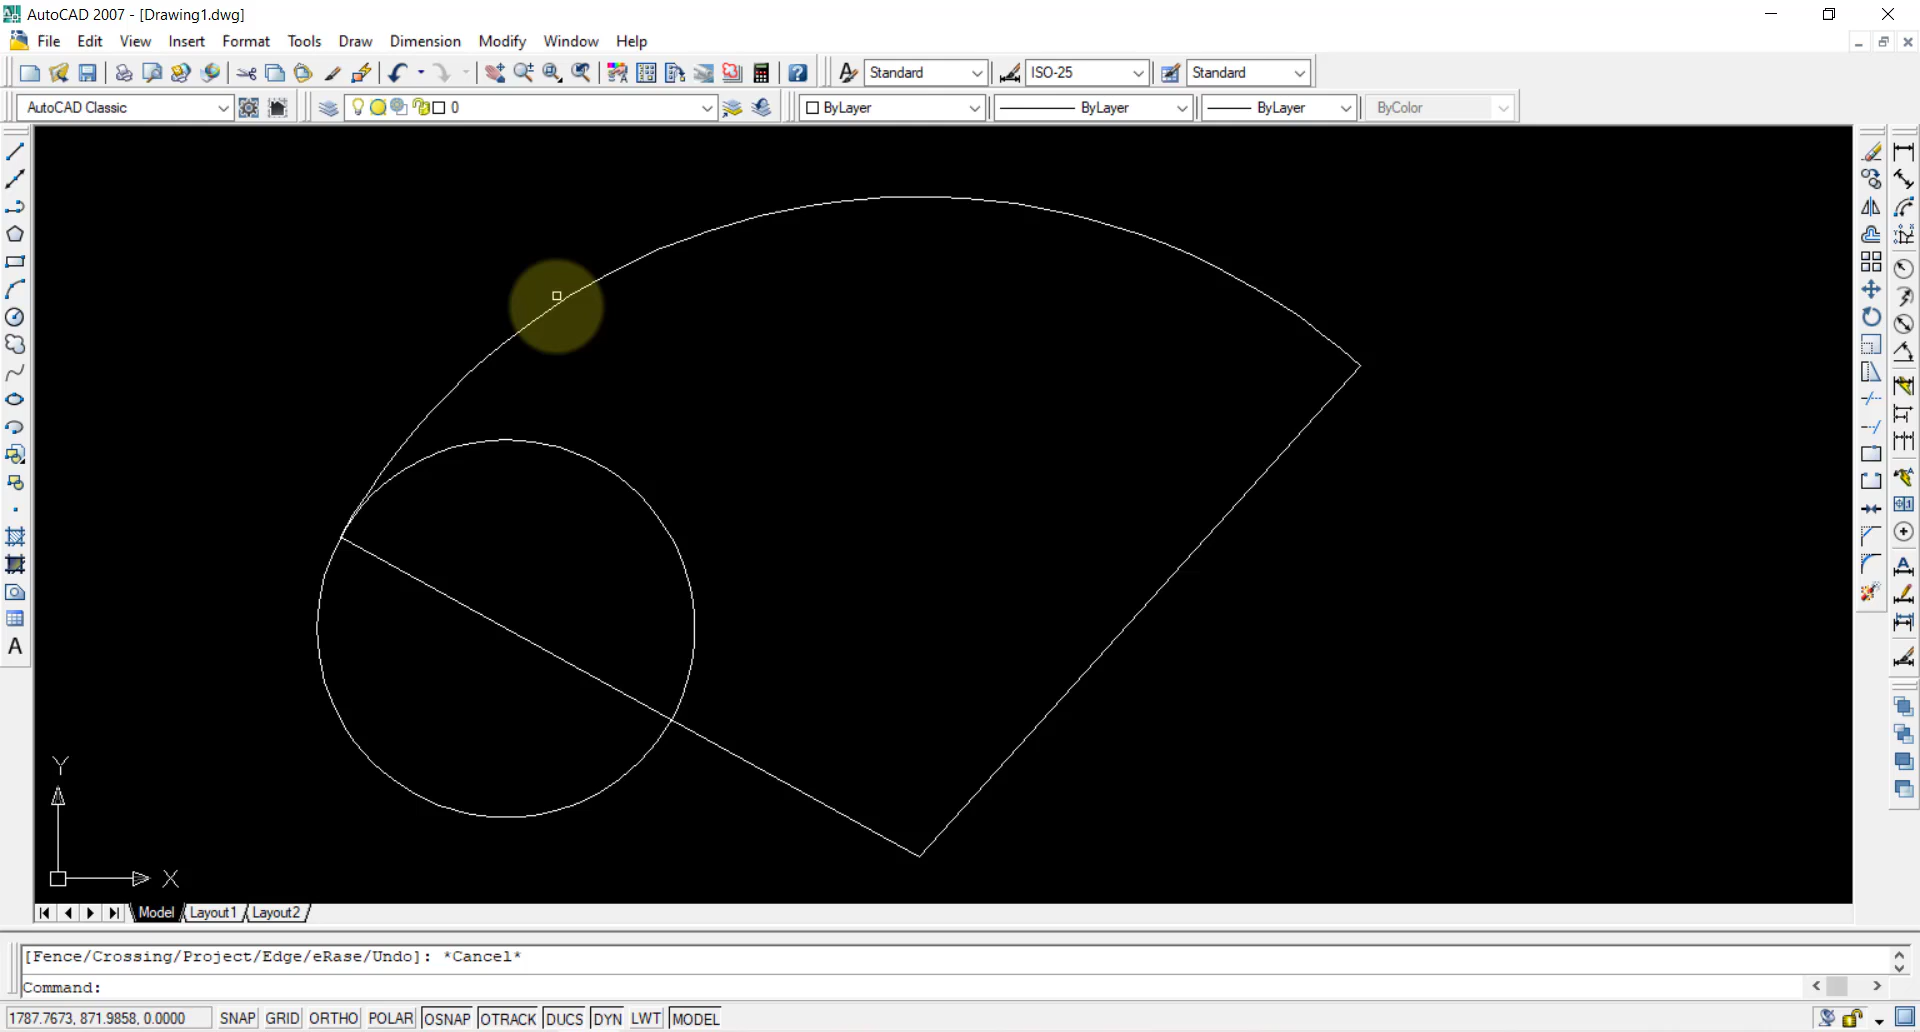 AutoCAD 2007 - [Drawing1.dwg]
File Edit View Insert Format Tools Draw Dimension Modify Window Help
Standard ISO-25 Standard
AutoCAD Classic 0 ByLayer ByLayer ByLayer ByColor
A
Y
X
Model Layout1 Layout2
[Fence/Crossing/Project/Edge/eRase/Undo]: *Cancel*
Command:
1787.7673, 871.9858, 0.0000 SNAP GRID ORTHO POLAR OSNAP OTRACK DUCS DYN LWT MODEL